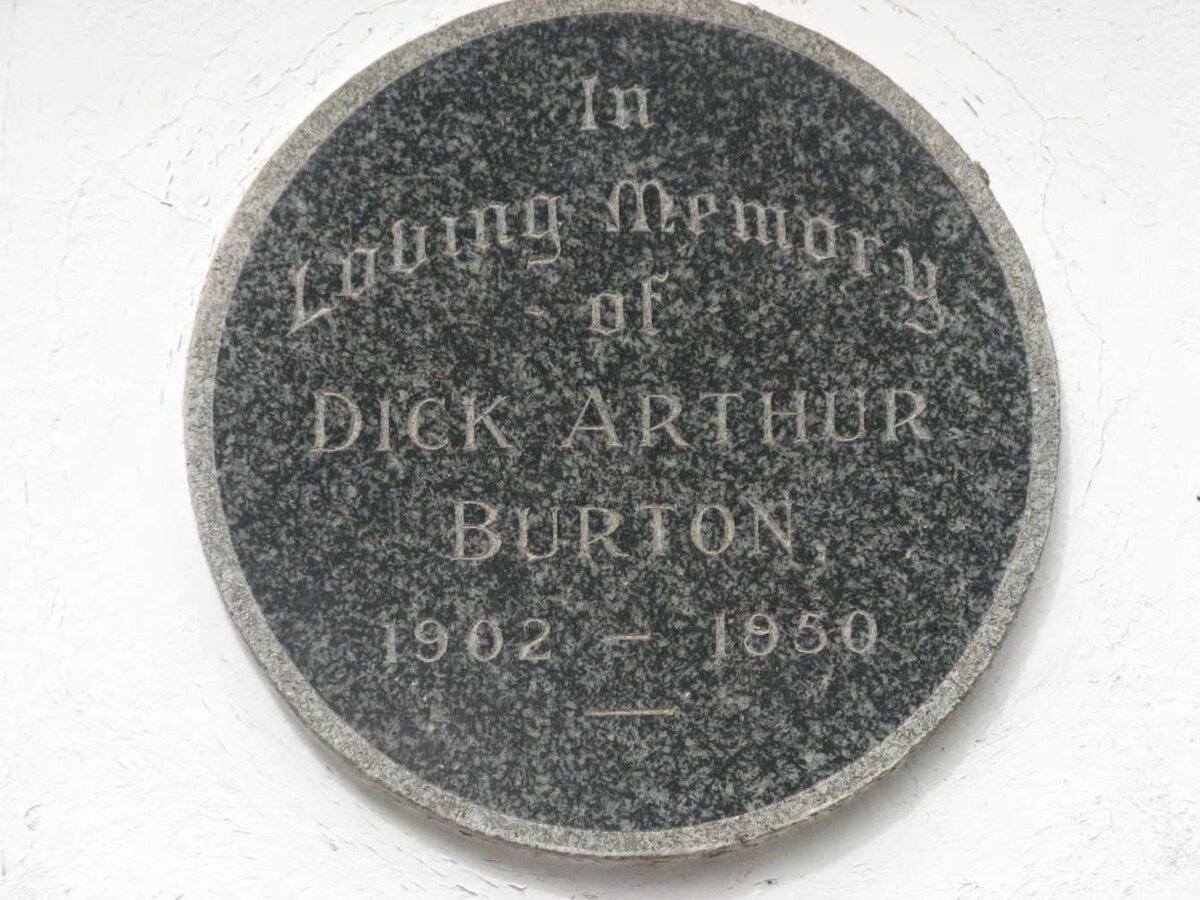 In
Loving Memory
- of -
DICK ARTHUR
BURTON,
1902 – 1950